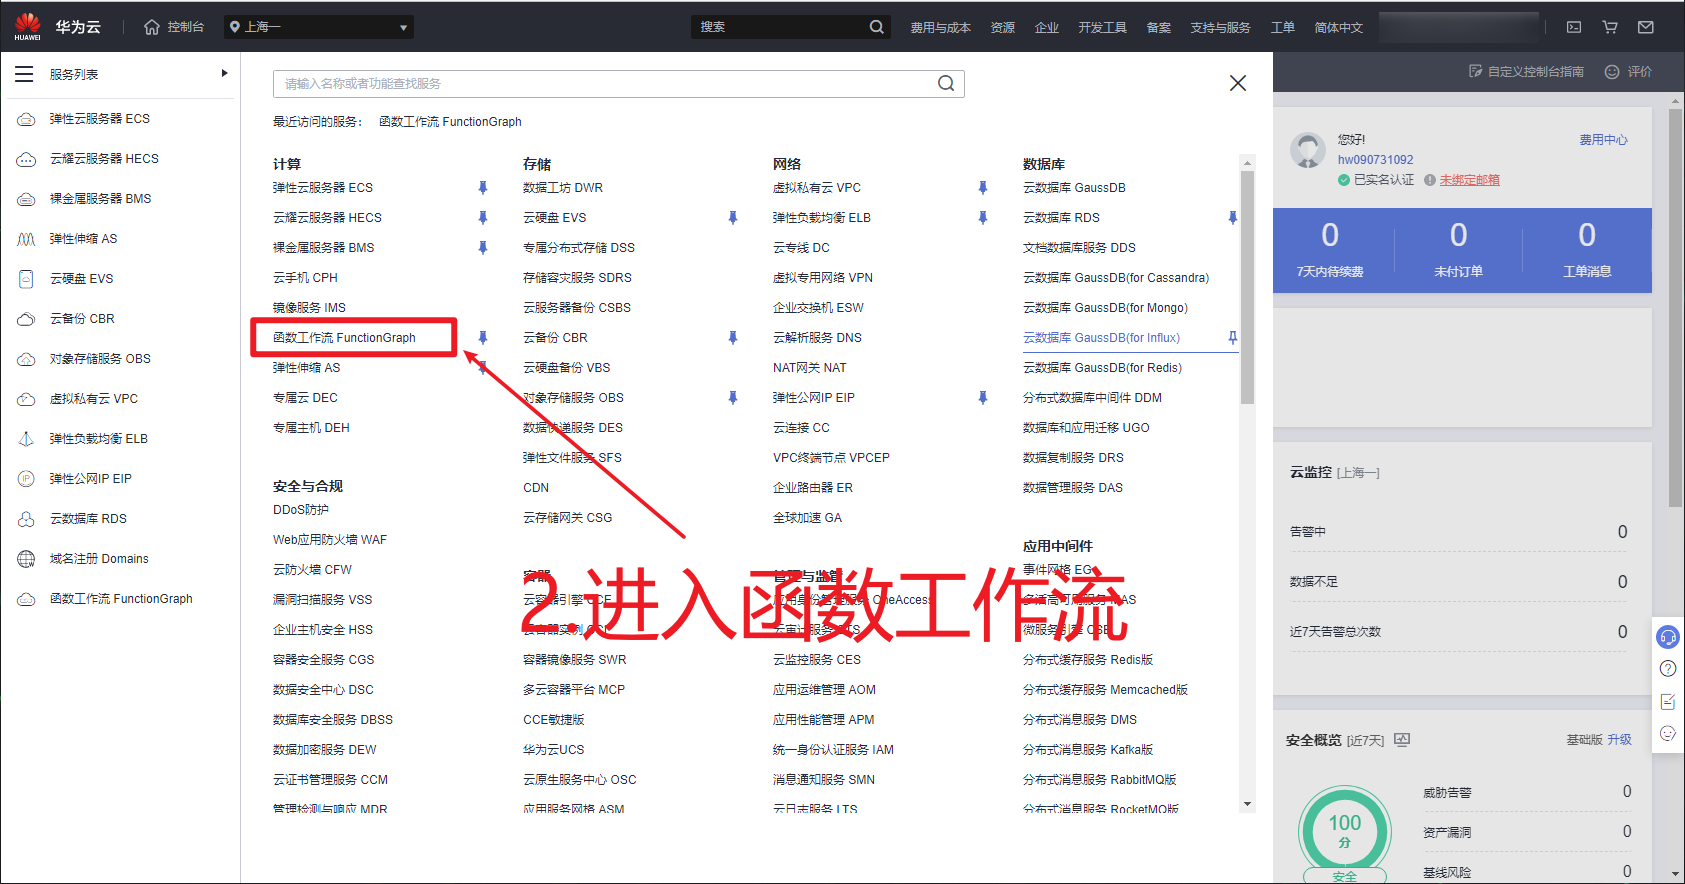 HUAWEI
华为云
控制台
上海一
搜索
费用与成本
资源
企业
开发工具
备案
支持与服务
工单
简体中文
服务列表
弹性云服务器 ECS
云耀云服务器 HECS
裸金属服务器 BMS
弹性伸缩 AS
云硬盘 EVS
云备份 CBR
对象存储服务 OBS
虚拟私有云 VPC
弹性负载均衡 ELB
弹性公网IP EIP
云数据库 RDS
域名注册 Domains
函数工作流 FunctionGraph
请输入名称或者功能查找服务
最近访问的服务： 函数工作流 FunctionGraph
计算
弹性云服务器 ECS
云耀云服务器 HECS
裸金属服务器 BMS
云手机 CPH
镜像服务 IMS
函数工作流 FunctionGraph
弹性伸缩 AS
专属云 DEC
专属主机 DEH
安全与合规
DDoS防护
Web应用防火墙 WAF
云防火墙 CFW
漏洞扫描服务 VSS
企业主机安全 HSS
容器安全服务 CGS
数据安全中心 DSC
数据库安全服务 DBSS
数据加密服务 DEW
云证书管理服务 CCM
管理检测与响应 MDR
存储
数据工坊 DWR
云硬盘 EVS
专属分布式存储 DSS
存储容灾服务 SDRS
云服务器备份 CSBS
云备份 CBR
云硬盘备份 VBS
对象存储服务 OBS
数据快递服务 DES
弹性文件服务 SFS
CDN
云存储网关 CSG
容器
云容器引擎 CCE
云容器实例 CCI
容器镜像服务 SWR
多云容器平台 MCP
CCE敏捷版
华为云UCS
云原生服务中心 OSC
应用服务网格 ASM
网络
虚拟私有云 VPC
弹性负载均衡 ELB
云专线 DC
虚拟专用网络 VPN
企业交换机 ESW
云解析服务 DNS
NAT网关 NAT
弹性公网IP EIP
云连接 CC
VPC终端节点 VPCEP
企业路由器 ER
全球加速 GA
管理与监管
应用身份管理服务 OneAccess
云审计服务 CTS
云监控服务 CES
应用运维管理 AOM
应用性能管理 APM
统一身份认证服务 IAM
消息通知服务 SMN
云日志服务 LTS
数据库
云数据库 GaussDB
云数据库 RDS
文档数据库服务 DDS
云数据库 GaussDB(for Cassandra)
云数据库 GaussDB(for Mongo)
云数据库 GaussDB(for Influx)
云数据库 GaussDB(for Redis)
分布式数据库中间件 DDM
数据库和应用迁移 UGO
数据复制服务 DRS
数据管理服务 DAS
应用中间件
事件网格 EG
多活高可用服务 MAS
微服务引擎 CSE
分布式缓存服务 Redis版
分布式缓存服务 Memcached版
分布式消息服务 DMS
分布式消息服务 Kafka版
分布式消息服务 RabbitMQ版
分布式消息服务 RocketMQ版
2.进入函数工作流
自定义控制台指南
评价
您好!
费用中心
hw090731092
已实名认证
未绑定邮箱
0
0
0
7天内待续费
未付订单
工单消息
云监控 [上海一]
告警中 0
数据不足 0
近7天告警总次数 0
安全概览 [近7天]
基础版 升级
100
分
安全
威胁告警 0
资产漏洞 0
基线风险 0